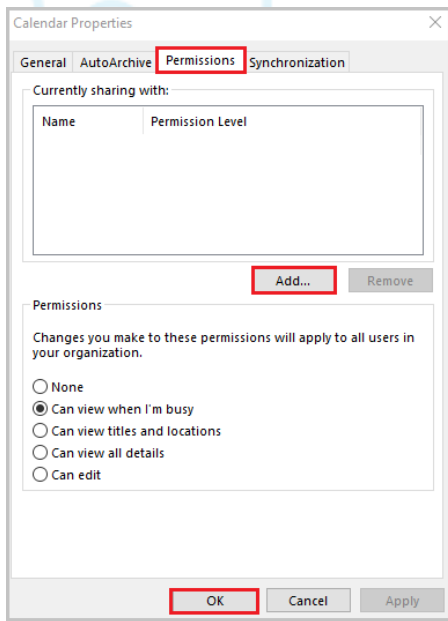 Calendar Properties
General AutoArchive Permissions Synchronization
Currently sharing with:
Name Permission Level
Add... Remove
Permissions
Changes you make to these permissions will apply to all users in
your organization.
None
Can view when I'm busy
Can view titles and locations
Can view all details
Can edit
OK Cancel Apply